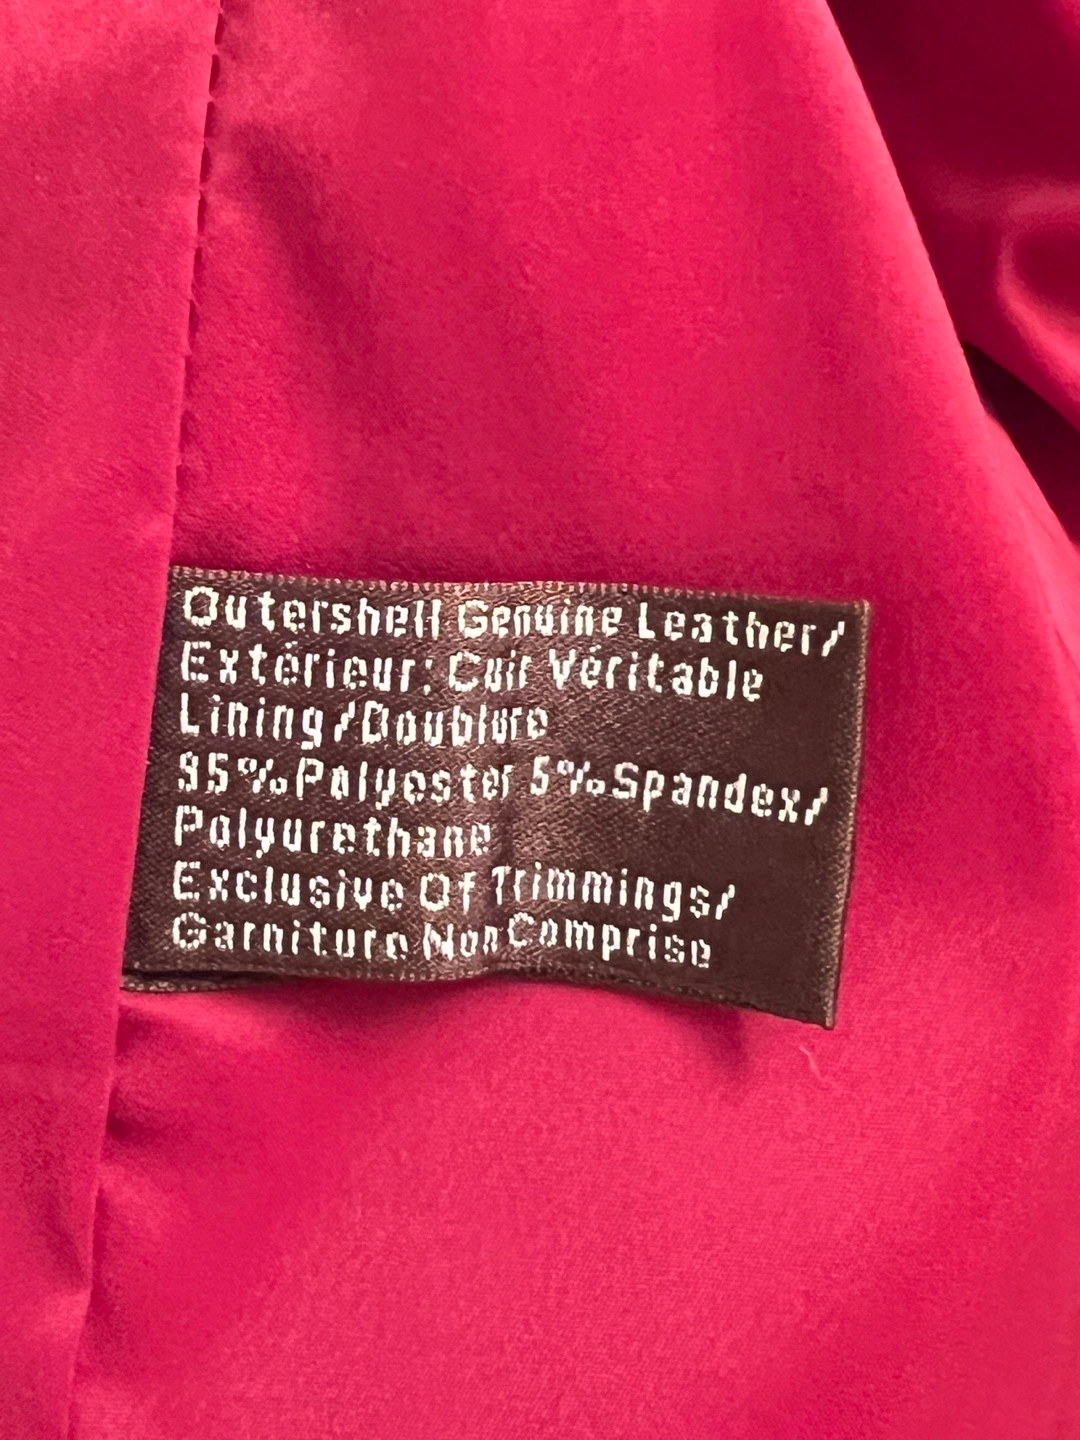 Outershell Genuine Leather/
Extérieur: Cuir Véritable
Lining/Doublure
95%Polyester 5%Spandex/
Polyurethane
Exclusive Of Trimmings/
Garniture Non Comprise